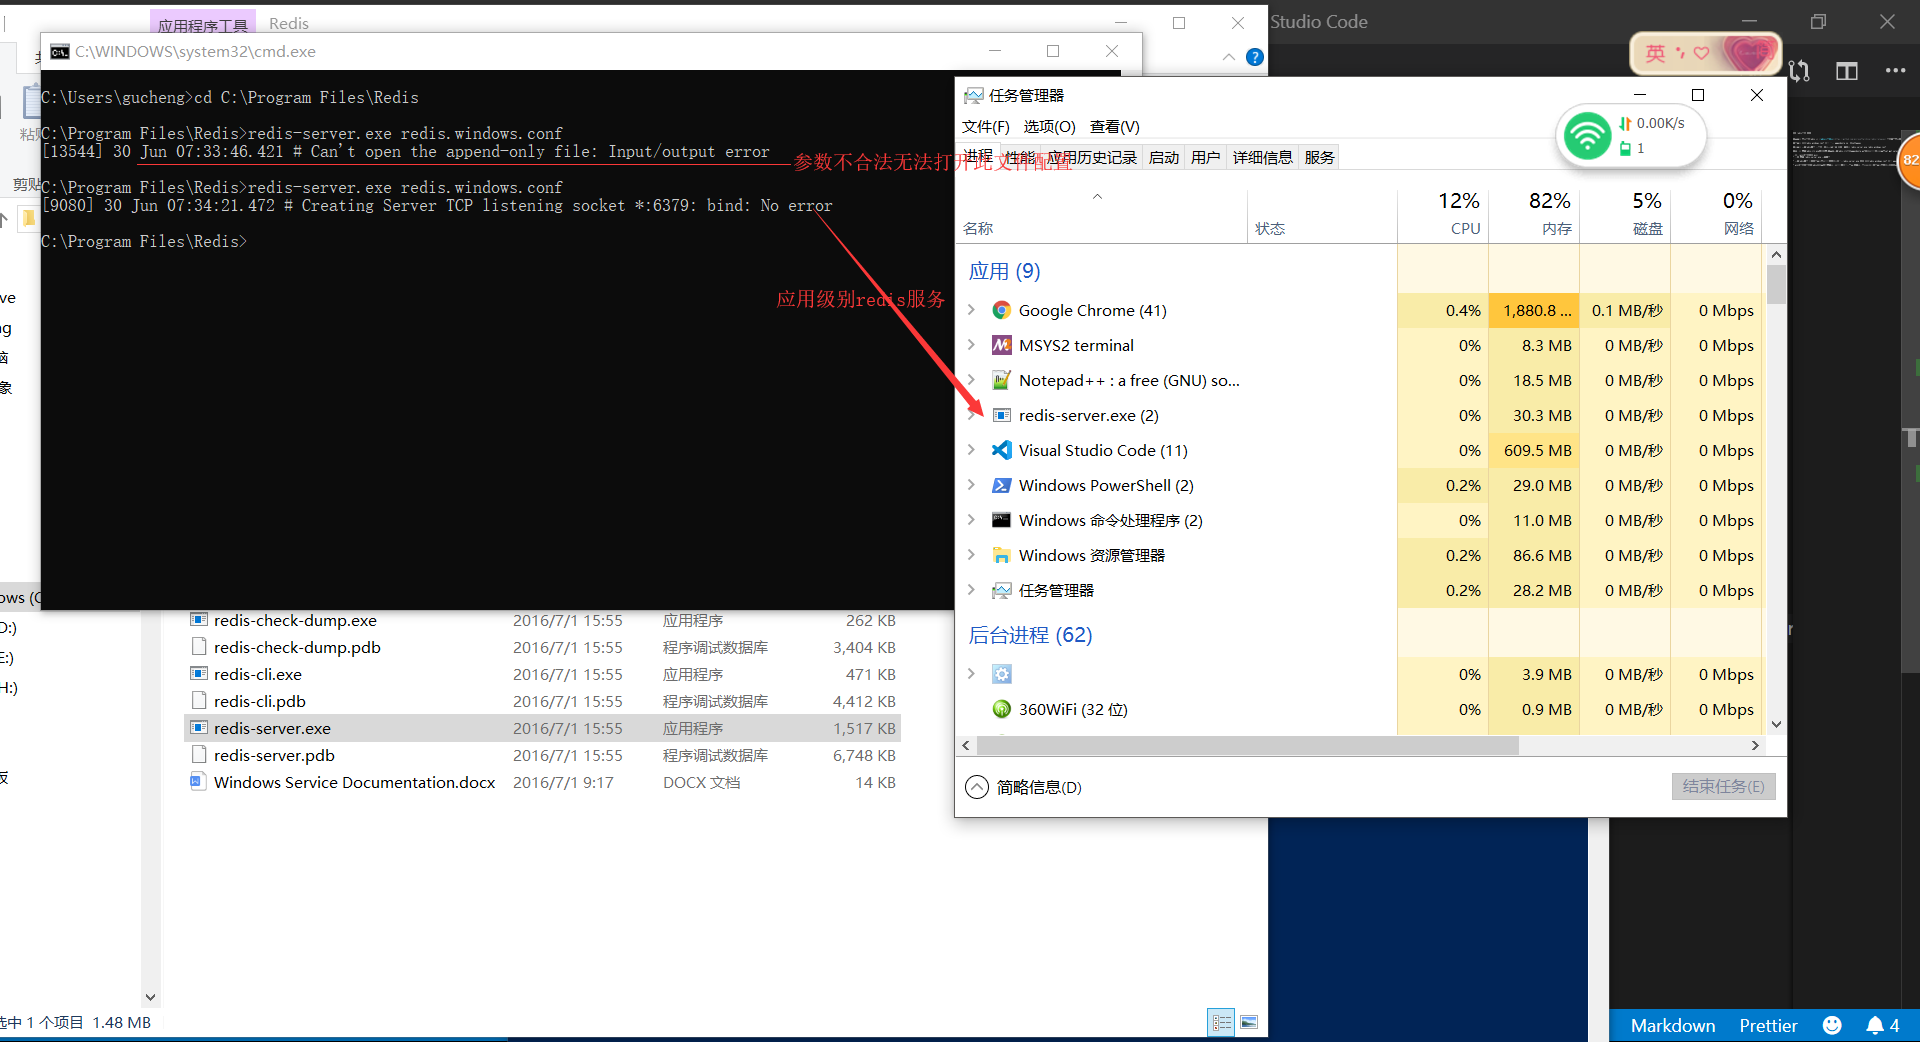 应用程序工具
Redis
Studio Code
C:\WINDOWS\system32\cmd.exe
英
C:\Users\gucheng>cd C:\Program Files\Redis
C:\Program Files\Redis>redis-server.exe redis.windows.conf
[13544] 30 Jun 07:33:46.421 # Can't open the append-only file: Input/output error
参数不合法无法打开此文件配置
C:\Program Files\Redis>redis-server.exe redis.windows.conf
[9080] 30 Jun 07:34:21.472 # Creating Server TCP listening socket *:6379: bind: No error
C:\Program Files\Redis>
应用级别redis服务
粘贴
剪贴
ve
ng
脑
象
ows (C
D:)
E:)
H:)
任务管理器
文件(F) 选项(O) 查看(V)
0.00K/s
1
82
进程 性能 应用历史记录 启动 用户 详细信息 服务
12% 82% 5% 0%
名称 状态 CPU 内存 磁盘 网络
应用 (9)
Google Chrome (41) 0.4% 1,880.8 ... 0.1 MB/秒 0 Mbps
MSYS2 terminal 0% 8.3 MB 0 MB/秒 0 Mbps
Notepad++ : a free (GNU) so... 0% 18.5 MB 0 MB/秒 0 Mbps
redis-server.exe (2) 0% 30.3 MB 0 MB/秒 0 Mbps
Visual Studio Code (11) 0% 609.5 MB 0 MB/秒 0 Mbps
Windows PowerShell (2) 0.2% 29.0 MB 0 MB/秒 0 Mbps
Windows 命令处理程序 (2) 0% 11.0 MB 0 MB/秒 0 Mbps
Windows 资源管理器 0.2% 86.6 MB 0 MB/秒 0 Mbps
任务管理器 0.2% 28.2 MB 0 MB/秒 0 Mbps
后台进程 (62)
0% 3.9 MB 0 MB/秒 0 Mbps
360WiFi (32 位) 0% 0.9 MB 0 MB/秒 0 Mbps
简略信息(D)
结束任务(E)
redis-check-dump.exe 2016/7/1 15:55 应用程序 262 KB
redis-check-dump.pdb 2016/7/1 15:55 程序调试数据库 3,404 KB
redis-cli.exe 2016/7/1 15:55 应用程序 471 KB
redis-cli.pdb 2016/7/1 15:55 程序调试数据库 4,412 KB
redis-server.exe 2016/7/1 15:55 应用程序 1,517 KB
redis-server.pdb 2016/7/1 15:55 程序调试数据库 6,748 KB
Windows Service Documentation.docx 2016/7/1 9:17 DOCX 文档 14 KB
选中 1 个项目 1.48 MB
Markdown Prettier 4